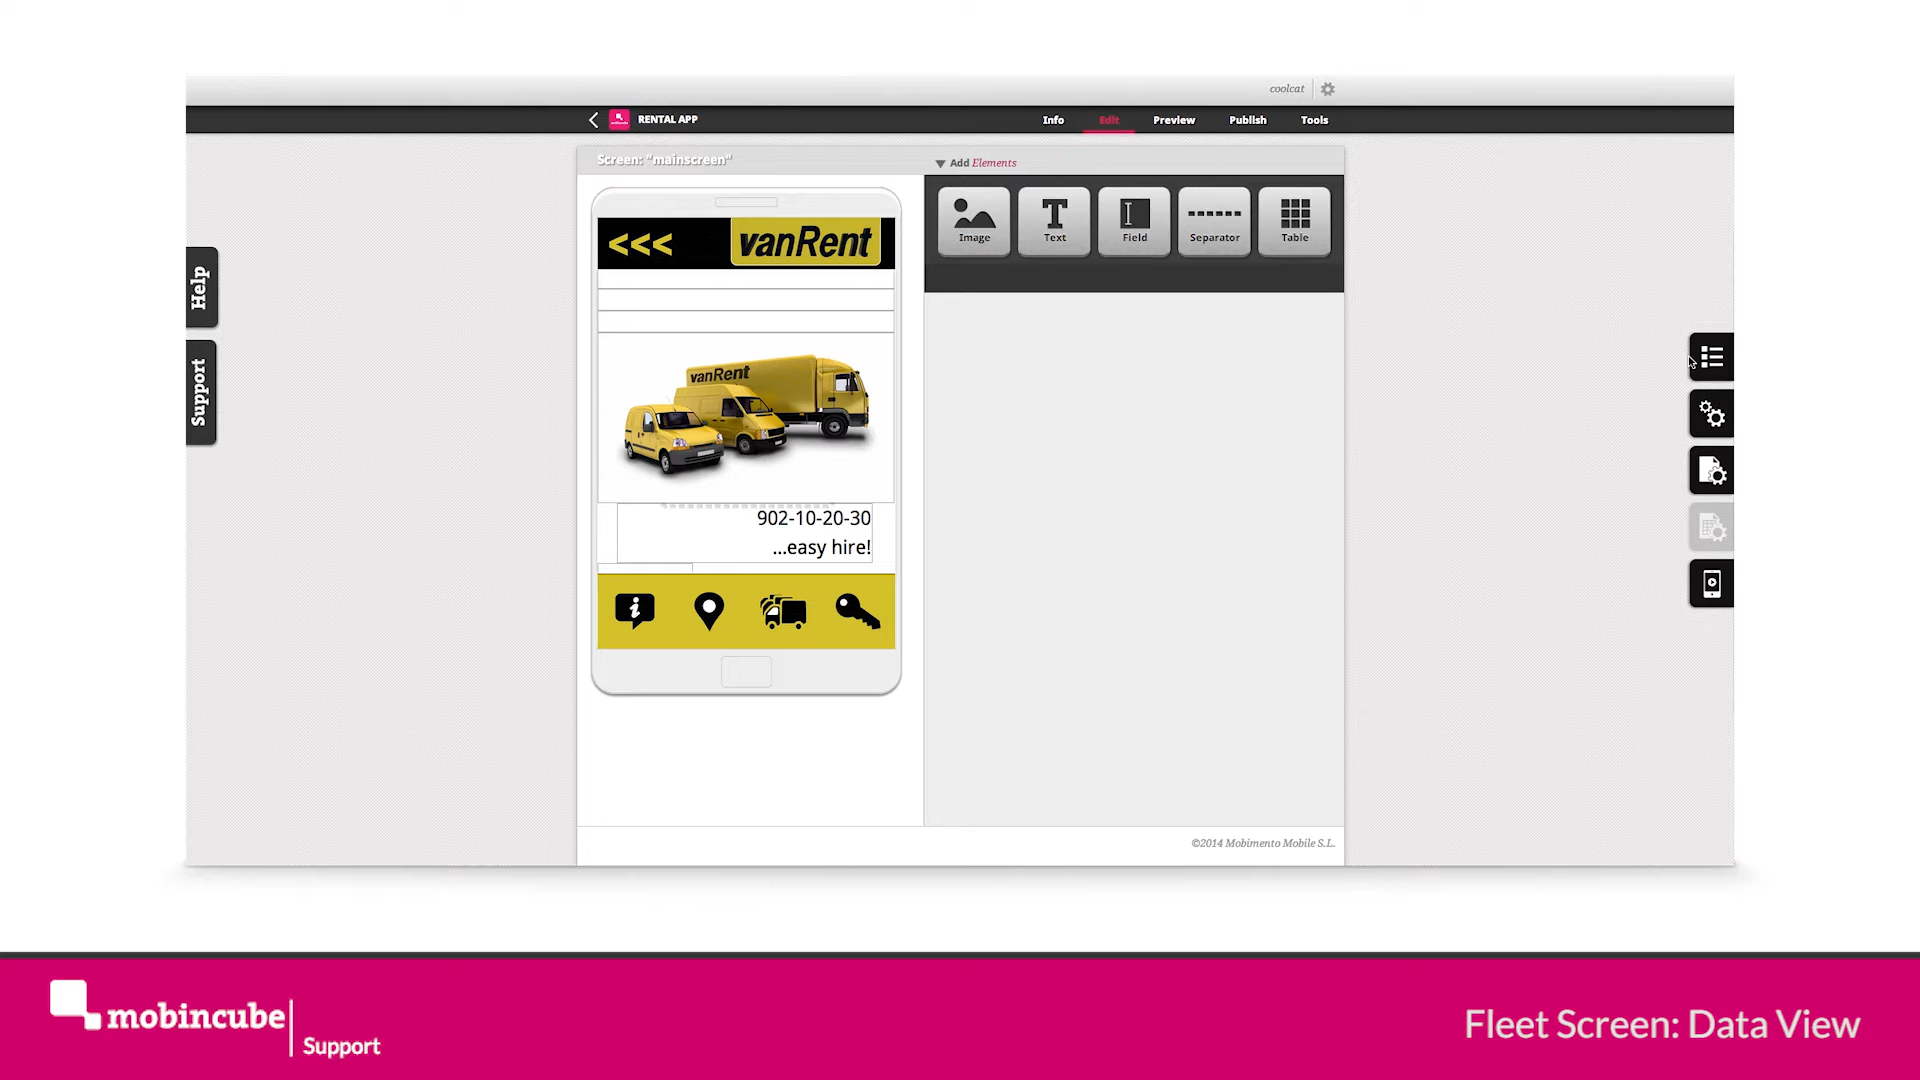 coolcat
RENTAL APP
Info
Edit
Preview
Publish
Tools
Screen: "mainscreen"
Add Elements
<<<
vanRent
Image
Text
Field
Separator
Table
Help
Support
vanRent
902-10-20-30
...easy hire!
©2014 Mobimento Mobile S.L.
mobincube
Support
Fleet Screen: Data View